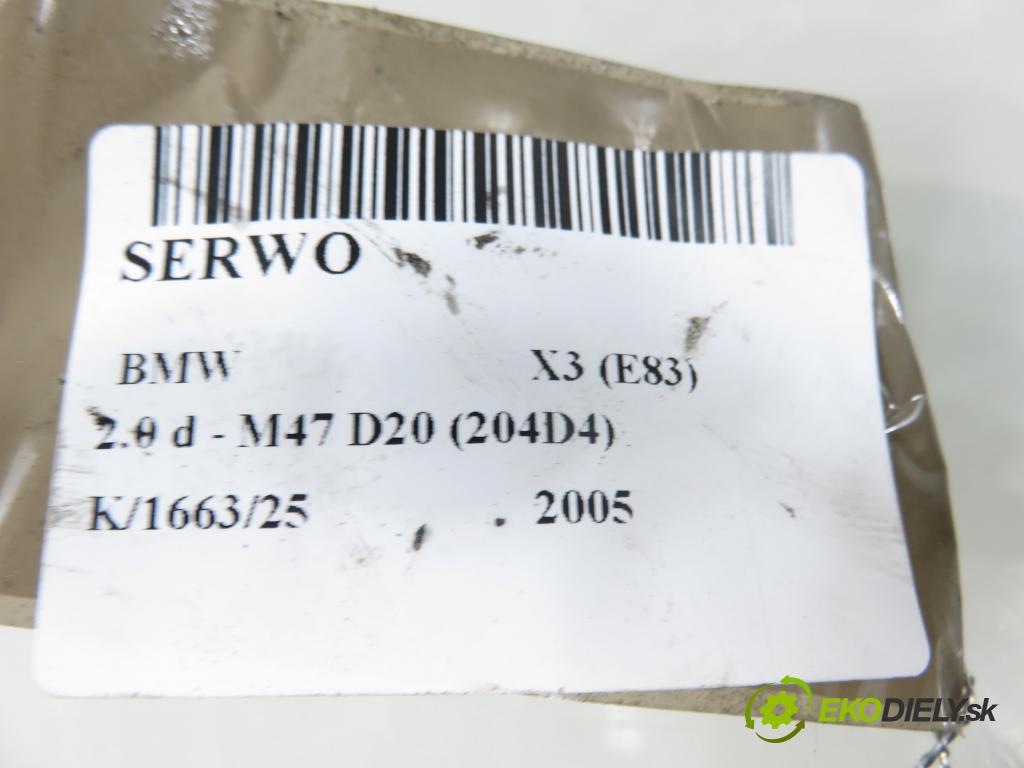 SERWO
BMW X3 (E83)
2.0 d - M47 D20 (204D4)
K/1663/25 2005
EKODIELY.sk